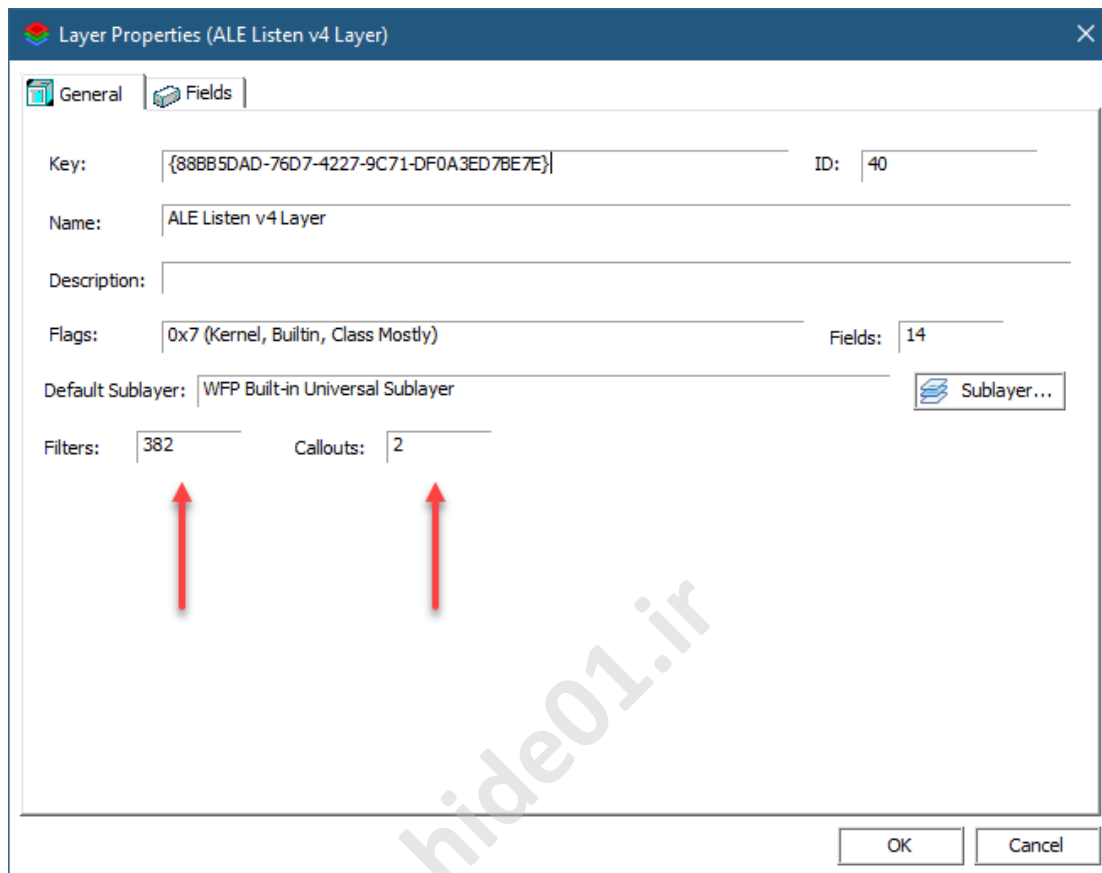 Layer Properties (ALE Listen v4 Layer)
General Fields
Key: {88BB5DAD-76D7-4227-9C71-DF0A3ED7BE7E} ID: 40
Name: ALE Listen v4 Layer
Description:
Flags: 0x7 (Kernel, Builtin, Class Mostly) Fields: 14
Default Sublayer: WFP Built-in Universal Sublayer Sublayer...
Filters: 382 Callouts: 2
hide01.ir
OK Cancel